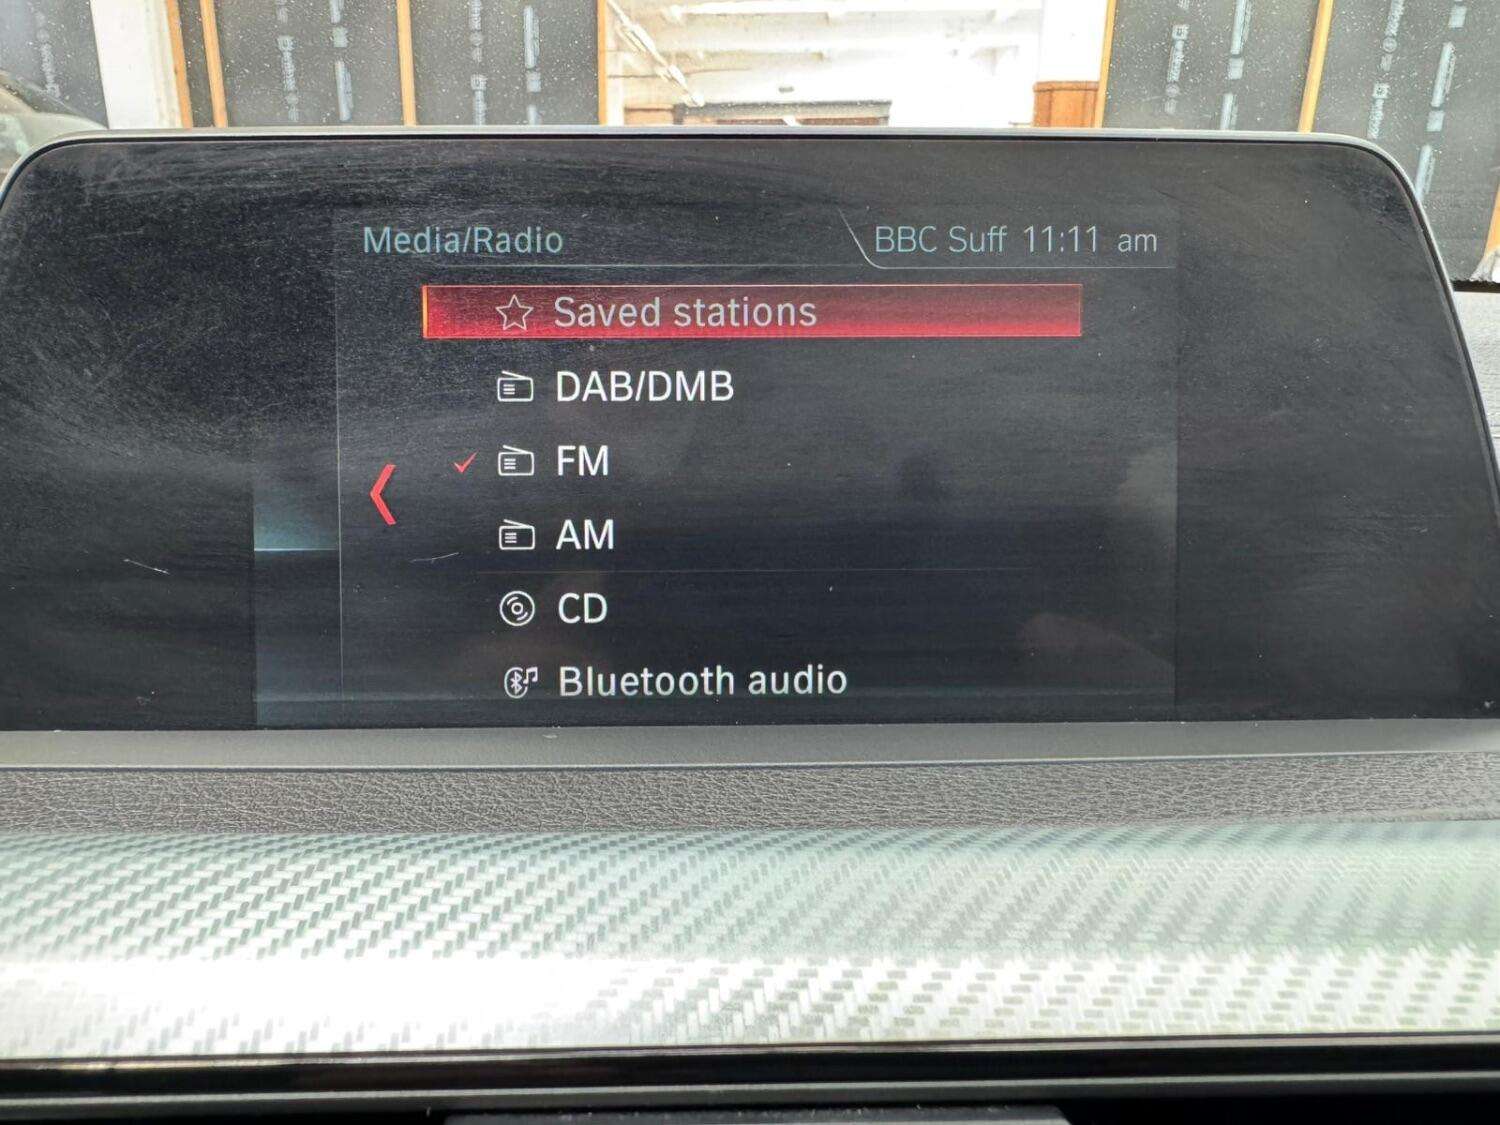 Media/Radio
BBC Suff 11:11 am
Saved stations
DAB/DMB
FM
AM
CD
Bluetooth audio